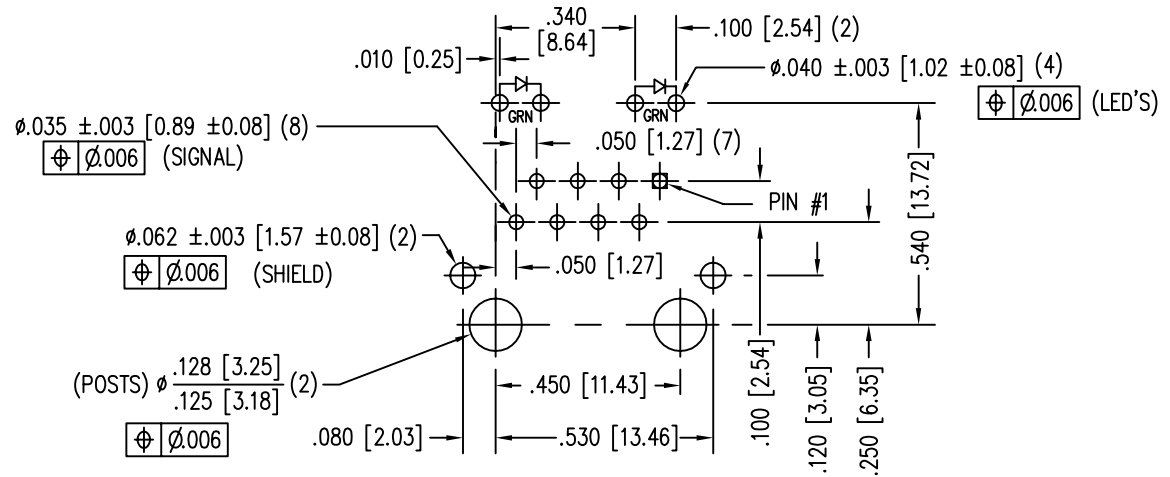 .340
[8.64]
.100 [2.54] (2)
.010 [0.25]
ø.040 ±.003 [1.02 ±0.08] (4)
⌖ Ø.006 (LED'S)
GRN
GRN
ø.035 ±.003 [0.89 ±0.08] (8)
⌖ Ø.006 (SIGNAL)
.050 [1.27] (7)
PIN #1
.540 [13.72]
ø.062 ±.003 [1.57 ±0.08] (2)
⌖ Ø.006 (SHIELD)
.050 [1.27]
(POSTS) ø .128 [3.25]
.125 [3.18] (2)
⌖ Ø.006
.450 [11.43]
.080 [2.03]
.530 [13.46]
.100 [2.54]
.120 [3.05]
.250 [6.35]